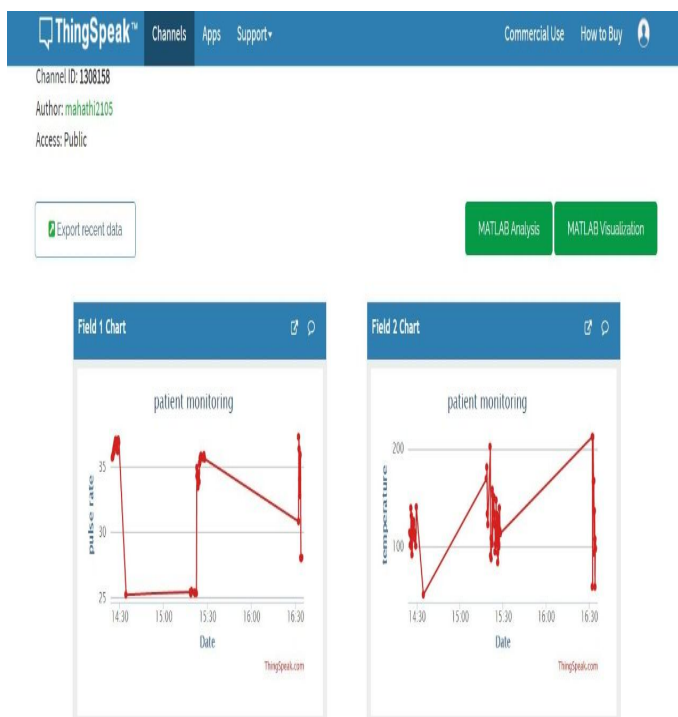 ThingSpeak™ Channels Apps Support Commercial Use How to Buy
Channel ID: 1308158
Author: mahathi2105
Access: Public
Export recent data MATLAB Analysis MATLAB Visualization
Field 1 Chart
patient monitoring
pulse rate
35
30
25
14:30 15:00 15:30 16:00 16:30
Date
ThingSpeak.com
Field 2 Chart
patient monitoring
temperature
200
100
14:30 15:00 15:30 16:00 16:30
Date
ThingSpeak.com